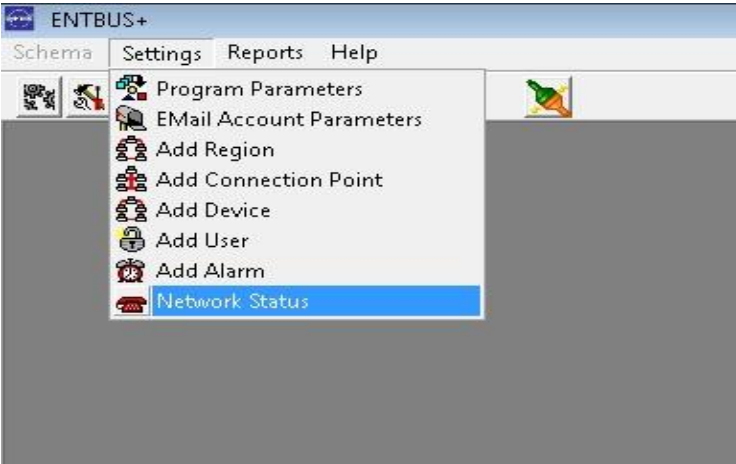 ENTBUS+
Schema Settings Reports Help
Program Parameters
EMail Account Parameters
Add Region
Add Connection Point
Add Device
Add User
Add Alarm
Network Status